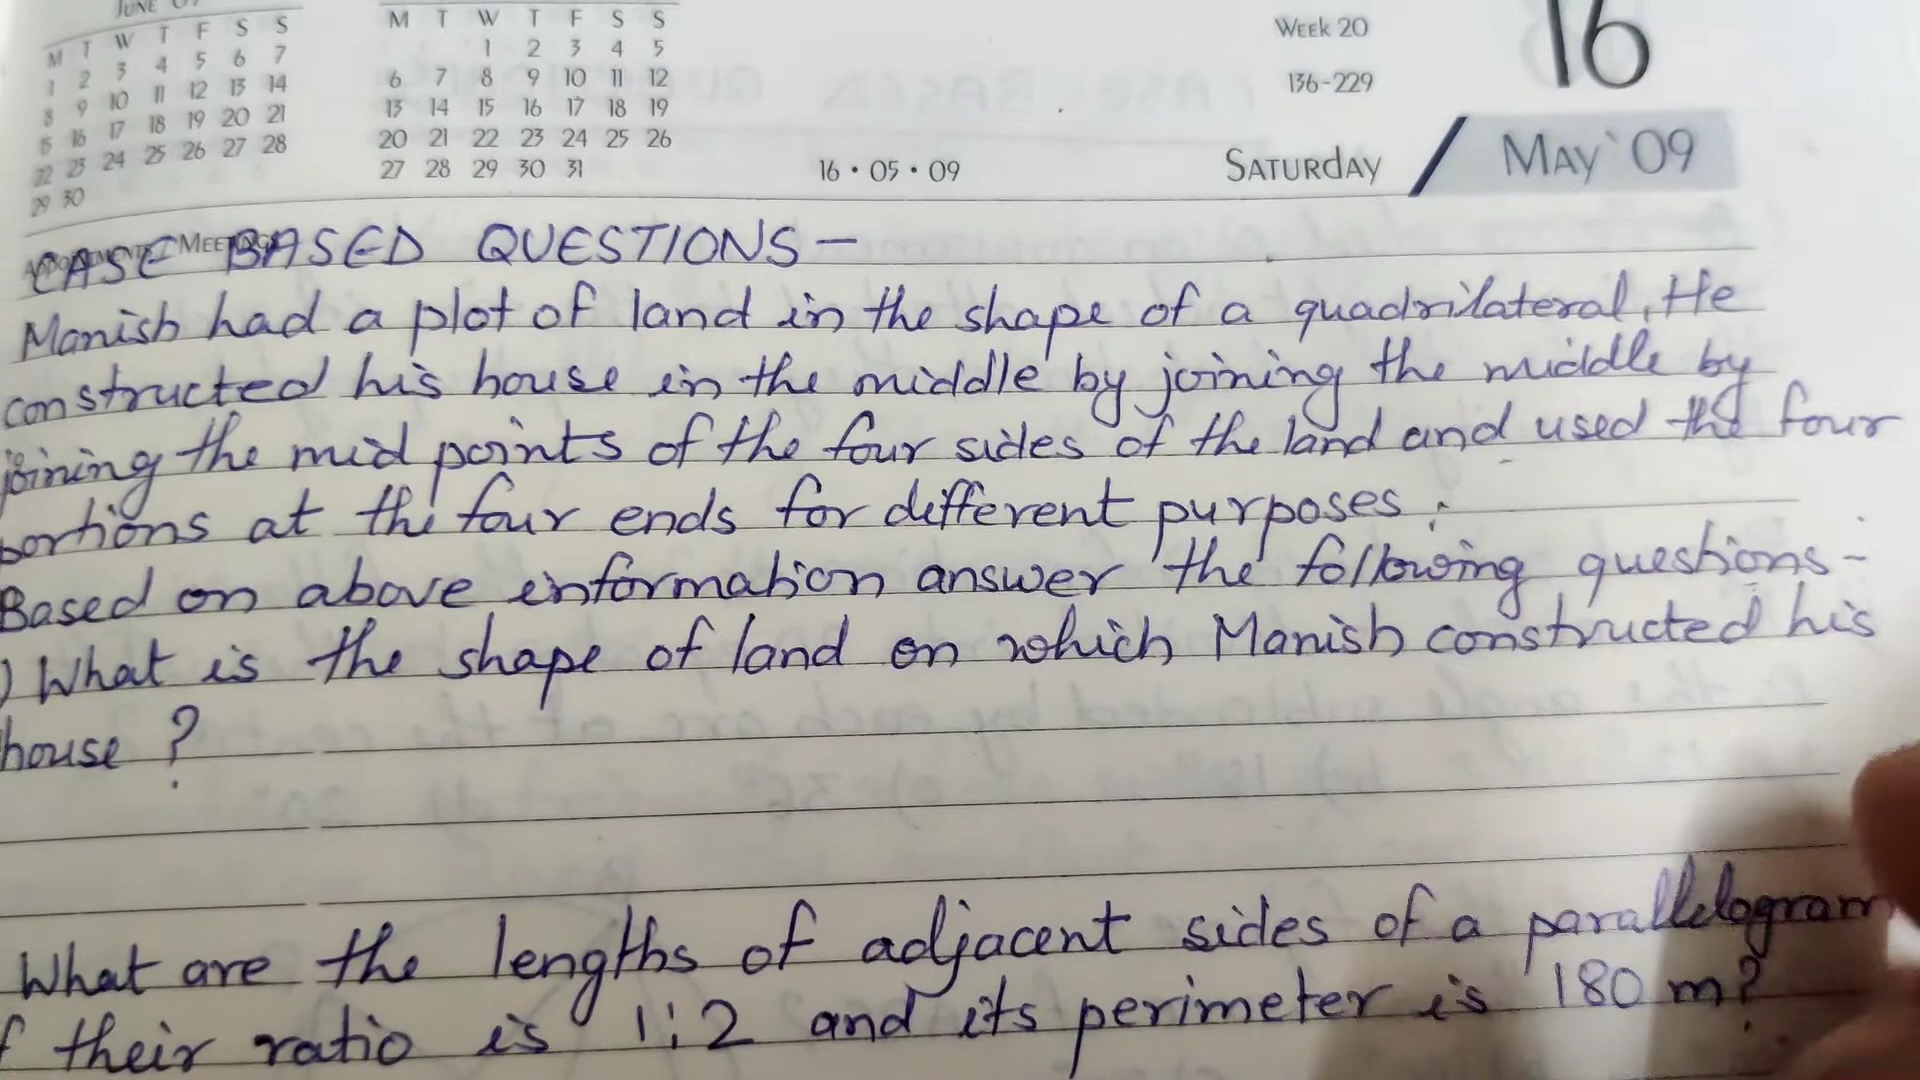 JUNE
M T W T F S S
1 2 3 4 5 6 7
8 9 10 11 12 13 14
15 16 17 18 19 20 21
22 23 24 25 26 27 28
29 30
M T W T F S S
1 2 3 4 5
6 7 8 9 10 11 12
13 14 15 16 17 18 19
20 21 22 23 24 25 26
27 28 29 30 31
16 • 05 • 09
Week 20
136-229
Saturday
16
May`09
CASE BASED QUESTIONS -
Manish had a plot of land in the shape of a quadrilateral. He
constructed his house in the middle by joining the middle by
joining the mid points of the four sides of the land and used the four
portions at the four ends for different purposes.
Based on above information answer the following questions -
) What is the shape of land on which Manish constructed his
house ?
What are the lengths of adjacent sides of a parallelogram
f their ratio is 1:2 and its perimeter is 180 m?